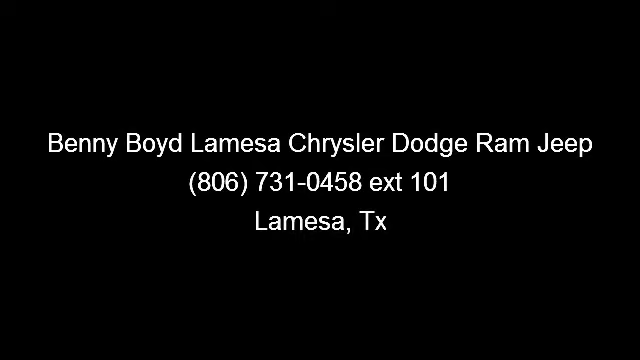 Benny Boyd Lamesa Chrysler Dodge Ram Jeep
(806) 731-0458 ext 101
Lamesa, Tx